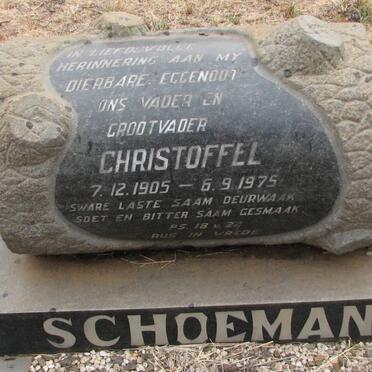 IN LIEFDEVOLLE
HERINNERING AAN MY
DIERBARE EGGENOOT
ONS VADER EN
GROOTVADER
CHRISTOFFEL
7.12.1905 — 6.9.1975
SWARE LASTE SAAM DEURWAAK
SOET EN BITTER SAAM GESMAAK
PS. 18 v 27
RUS IN VREDE
SCHOEMAN